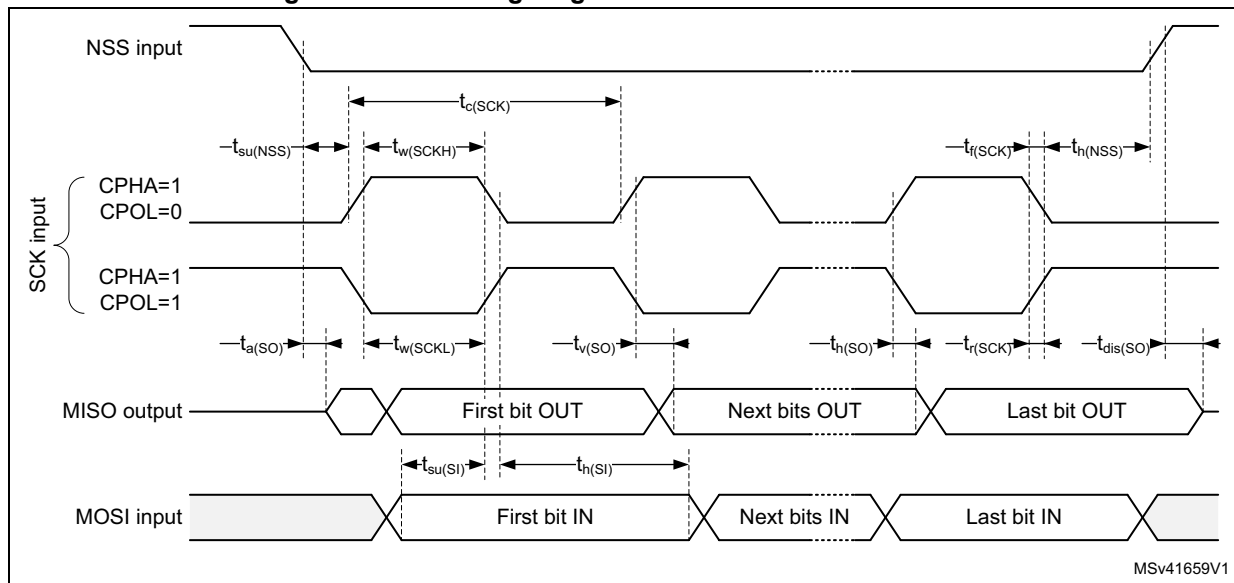 NSS input
tc(SCK)
tsu(NSS)
tw(SCKH)
tf(SCK)
th(NSS)
SCK input
CPHA=1
CPOL=0
CPHA=1
CPOL=1
ta(SO)
tw(SCKL)
tv(SO)
th(SO)
tr(SCK)
tdis(SO)
MISO output
First bit OUT
Next bits OUT
Last bit OUT
tsu(SI)
th(SI)
MOSI input
First bit IN
Next bits IN
Last bit IN
MSv41659V1